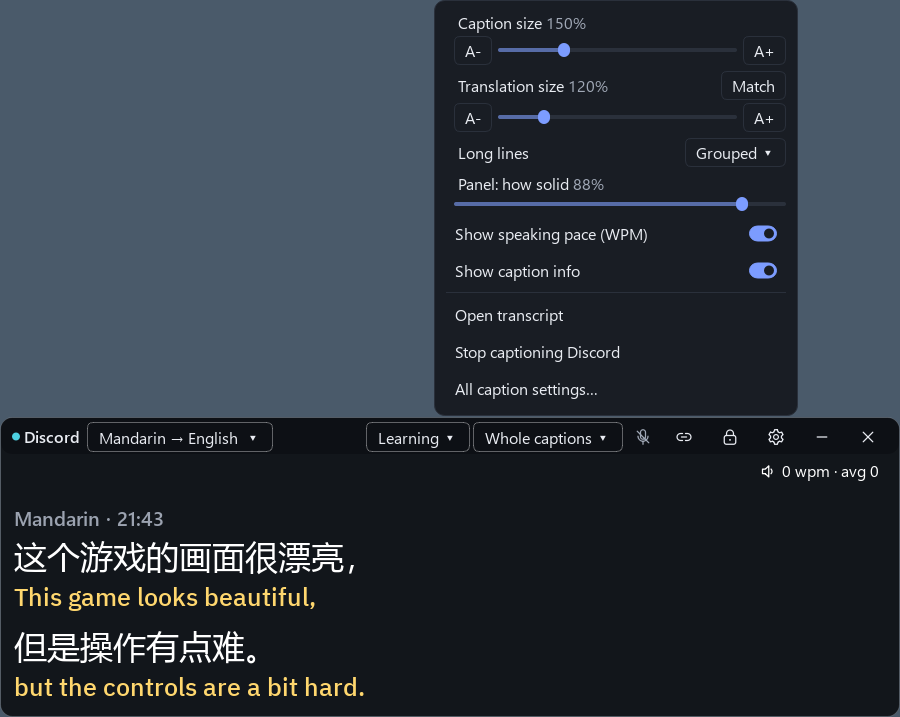 Caption size 150%
A-
A+
Translation size 120%
Match
A-
A+
Long lines
Grouped
Panel: how solid 88%
Show speaking pace (WPM)
Show caption info
Open transcript
Stop captioning Discord
All caption settings...
Discord
Mandarin → English
Learning
Whole captions
0 wpm · avg 0
Mandarin · 21:43
这个游戏的画面很漂亮，
This game looks beautiful,
但是操作有点难。
but the controls are a bit hard.